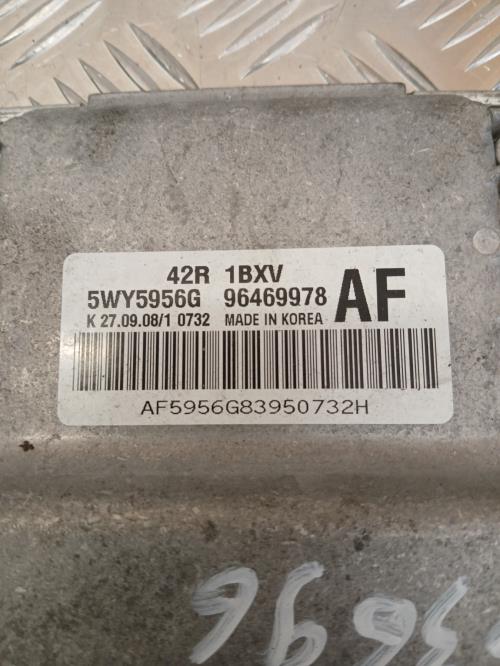 42R 1BXV
5WY5956G 96469978 AF
K 27.09.08/1 0732 MADE IN KOREA
AF5956G83950732H